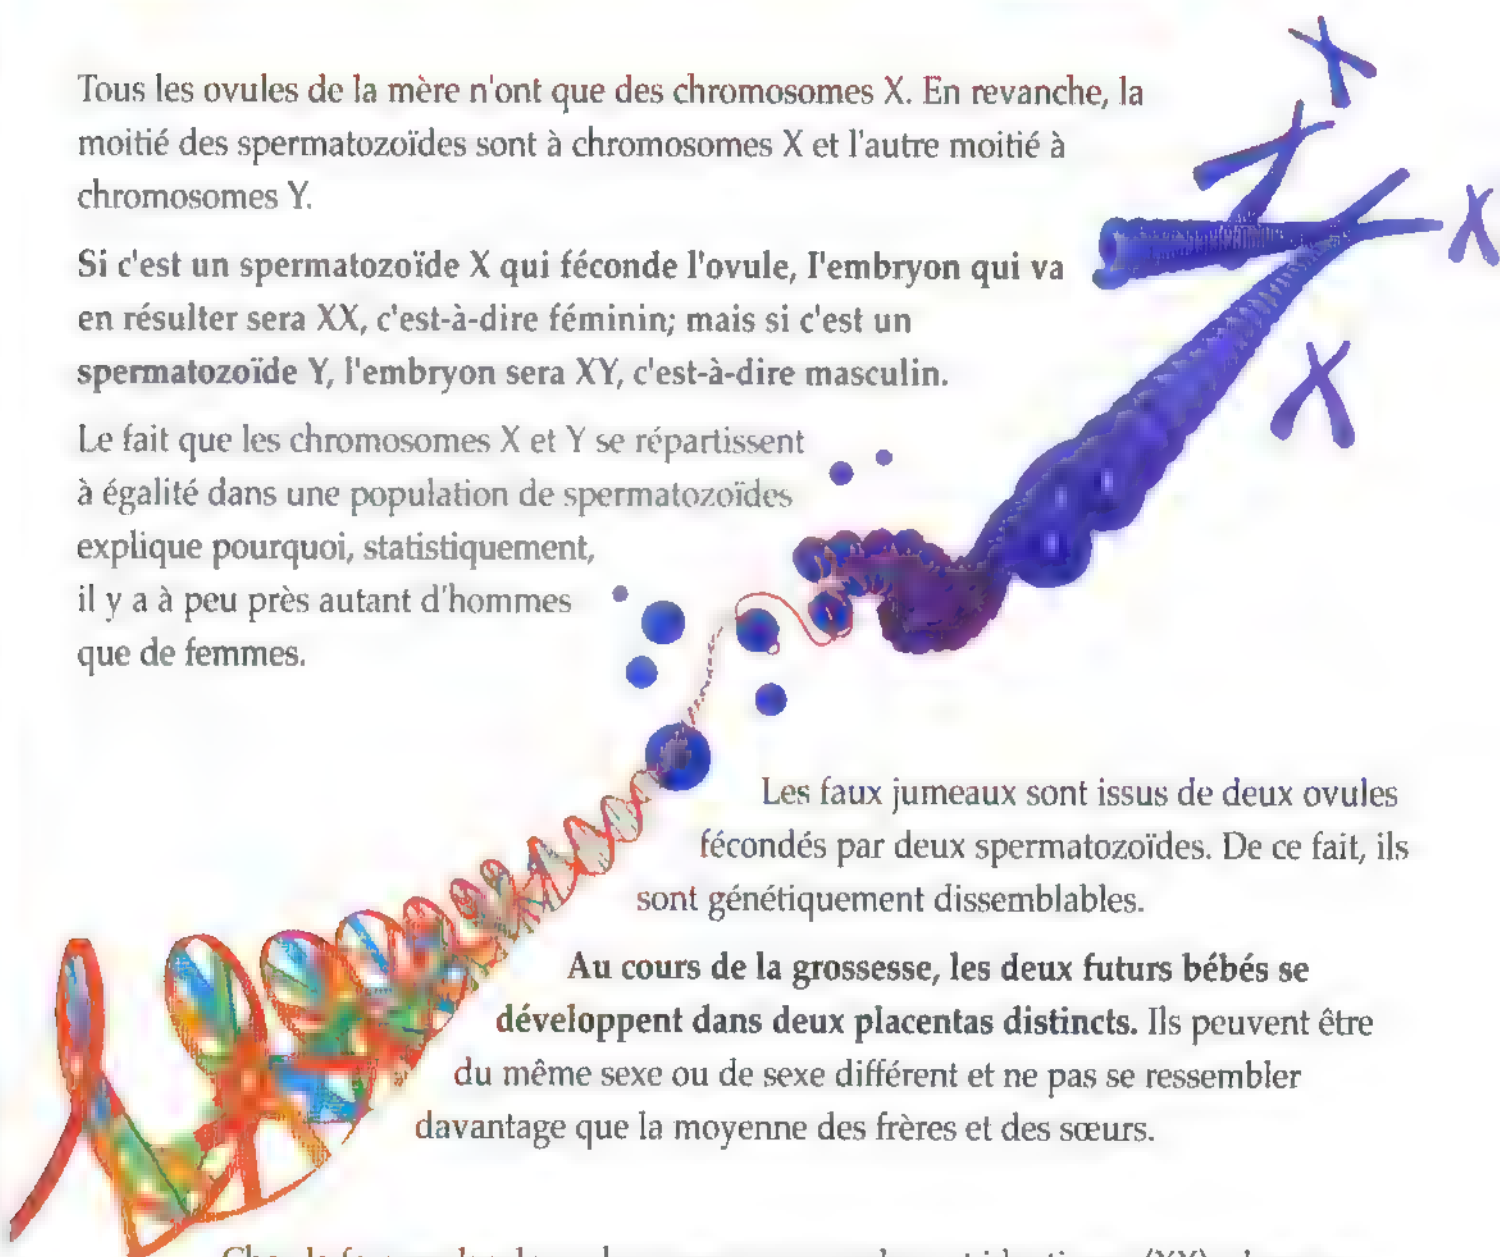 Tous les ovules de la mère n'ont que des chromosomes X. En revanche, la
moitié des spermatozoïdes sont à chromosomes X et l'autre moitié à
chromosomes Y.
Si c'est un spermatozoïde X qui féconde l'ovule, l'embryon qui va
en résulter sera XX, c'est-à-dire féminin; mais si c'est un
spermatozoïde Y, l'embryon sera XY, c'est-à-dire masculin.
Le fait que les chromosomes X et Y se répartissent
à égalité dans une population de spermatozoïdes
explique pourquoi, statistiquement,
il y a à peu près autant d'hommes
que de femmes.
Les faux jumeaux sont issus de deux ovules
fécondés par deux spermatozoïdes. De ce fait, ils
sont génétiquement dissemblables.
Au cours de la grossesse, les deux futurs bébés se
développent dans deux placentas distincts. Ils peuvent être
du même sexe ou de sexe différent et ne pas se ressembler
davantage que la moyenne des frères et des sœurs.